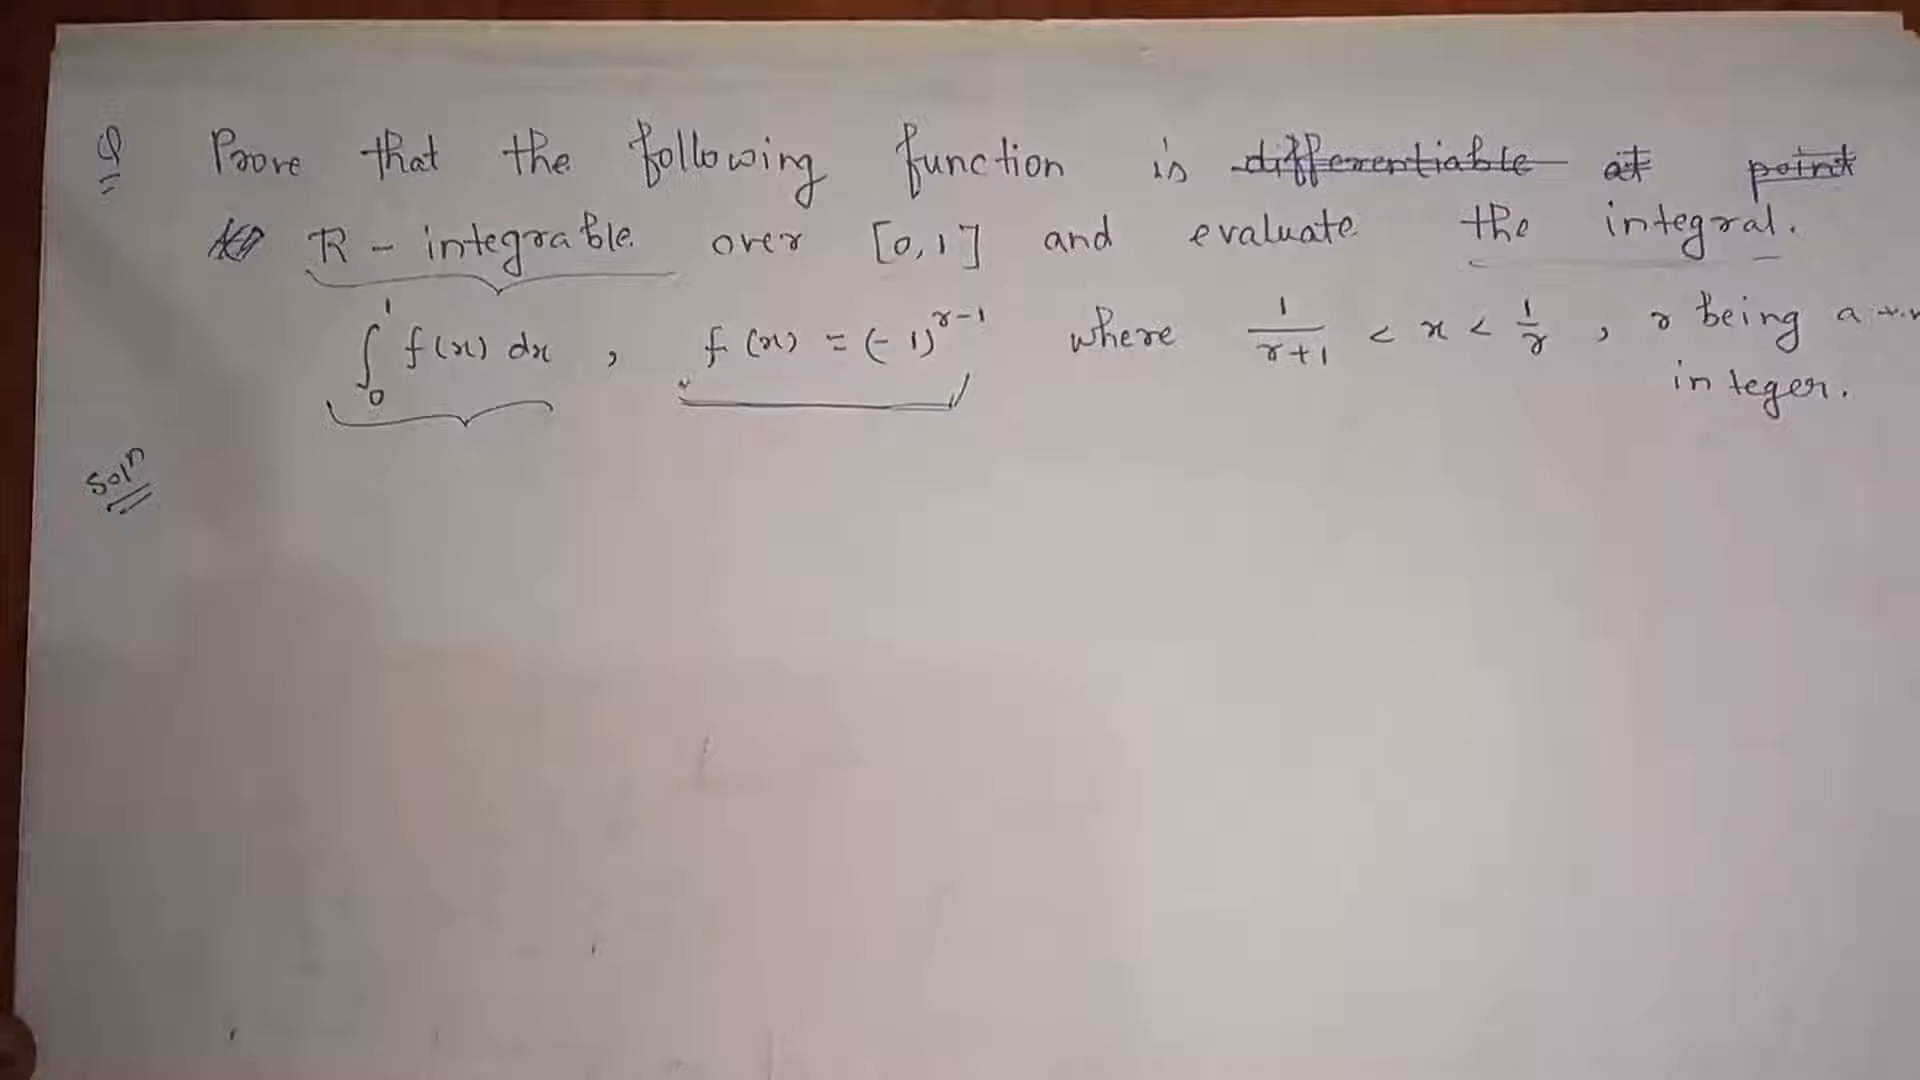 Q Prove that the following function is differentiable at point
R - integrable over [0,1] and evaluate the integral.
∫₀¹ f(x) dx , f(x) = (-1)^{r-1} where 1/(r+1) < x < 1/r , r being a +v
integer.
Solⁿ